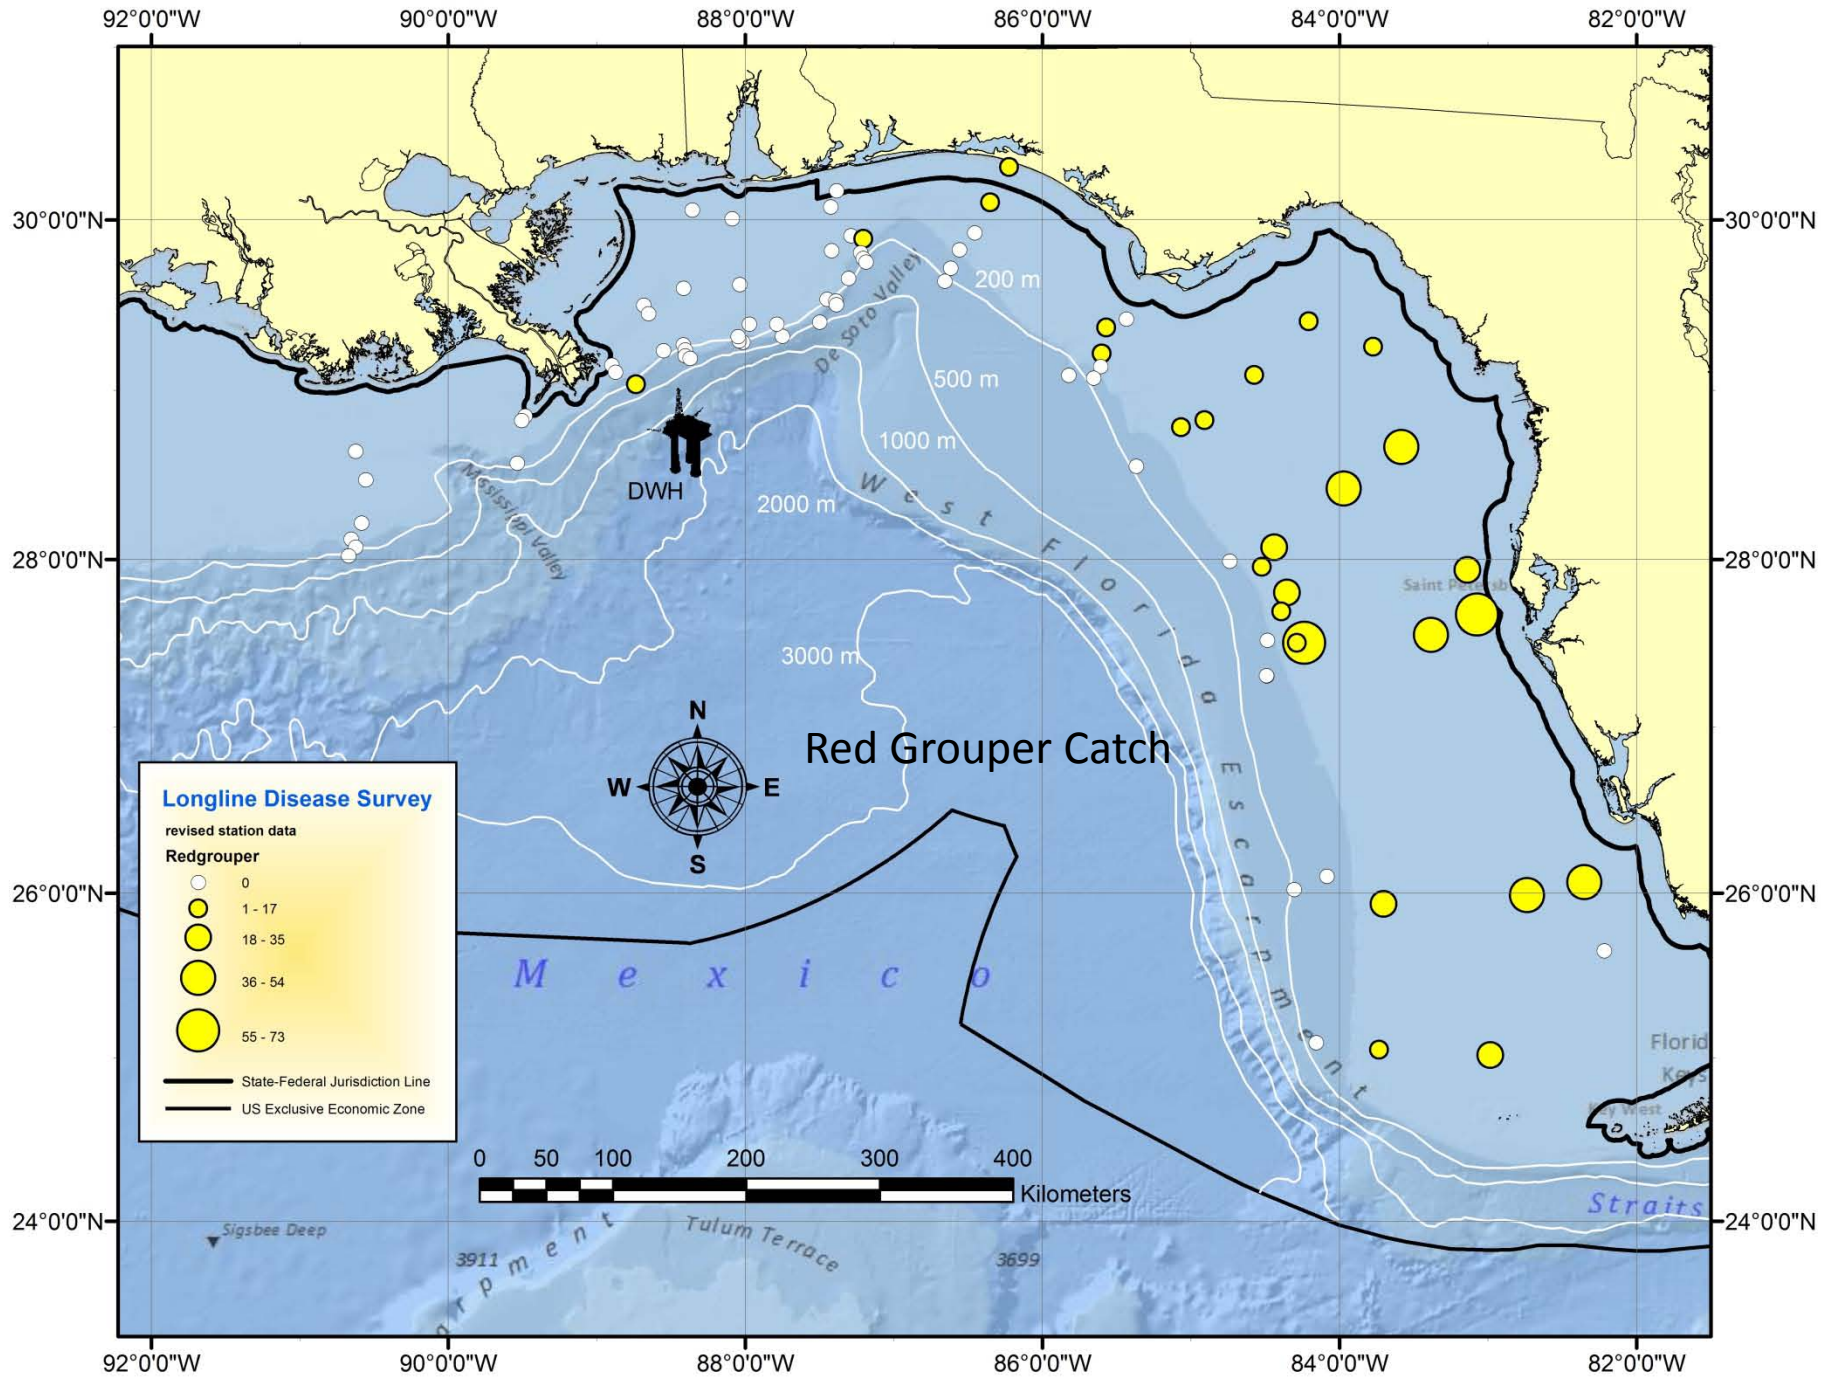 92°0'0"W 90°0'0"W 88°0'0"W 86°0'0"W 84°0'0"W 82°0'0"W
30°0'0"N
30°0'0"N
200 m
De Soto Valley
500 m
1000 m
DWH
2000 m
Mississippi Valley
West Florida Escarpment
28°0'0"N
28°0'0"N
Saint Petersb
3000 m
N
W E
S
Red Grouper Catch
Longline Disease Survey
revised station data
Redgrouper
0
1 - 17
18 - 35
36 - 54
55 - 73
State-Federal Jurisdiction Line
US Exclusive Economic Zone
26°0'0"N
26°0'0"N
Mexico
Florid
Keys
Key West
0 50 100 200 300 400
Kilometers
Straits
24°0'0"N
24°0'0"N
Sigsbee Deep
Tulum Terrace
3911
3699
rpment
92°0'0"W 90°0'0"W 88°0'0"W 86°0'0"W 84°0'0"W 82°0'0"W